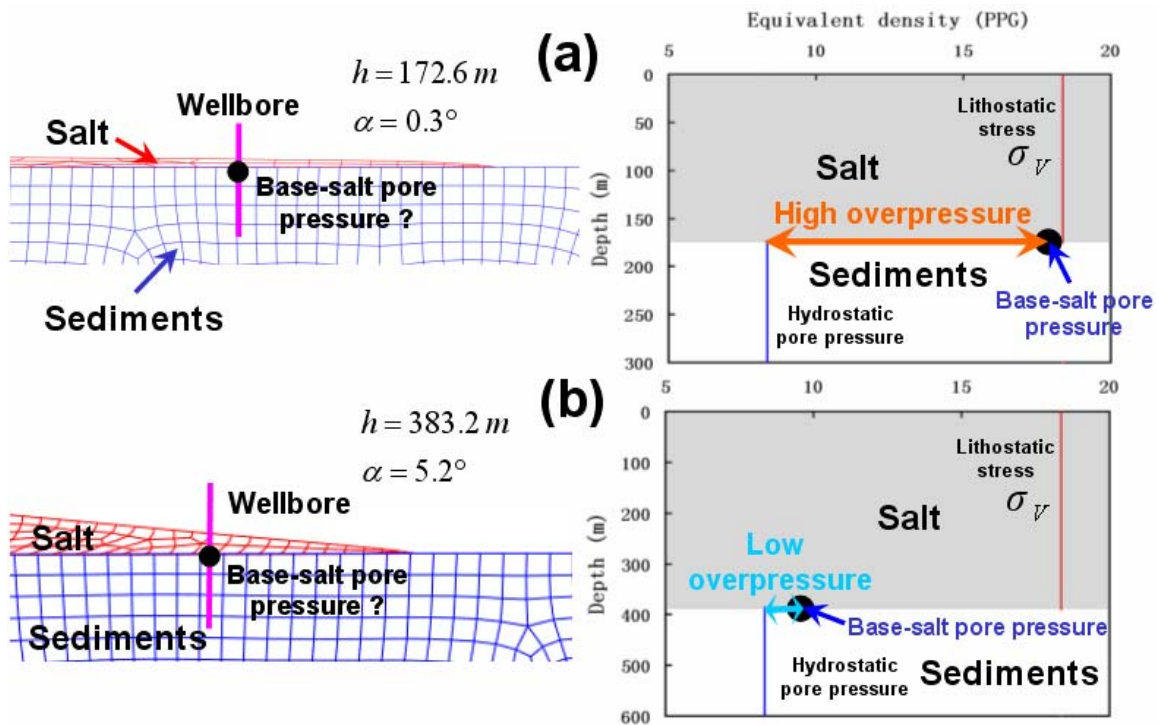 (a)
h = 172.6 m
α = 0.3°
Wellbore
Salt
Base-salt pore
pressure ?
Sediments
Equivalent density (PPG)
5 10 15 20
Depth (m)
0
50
100
150
200
250
300
Lithostatic
stress
σV
Salt
High overpressure
Sediments
Hydrostatic
pore pressure
Base-salt pore
pressure
(b)
h = 383.2 m
α = 5.2°
Wellbore
Salt
Base-salt pore
pressure ?
Sediments
5 10 15 20
Depth (m)
0
100
200
300
400
500
600
Lithostatic
stress
σV
Salt
Low
overpressure
Base-salt pore pressure
Hydrostatic
pore pressure
Sediments